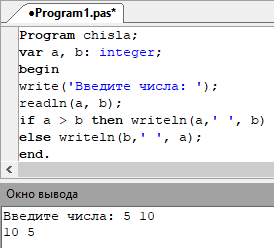 •Program1.pas*
Program chisla;
var a, b: integer;
begin
write('Введите числа: ');
readln(a, b);
if a > b then writeln(a,' ', b)
else writeln(b,' ', a);
end.
Окно вывода
Введите числа: 5 10
10 5